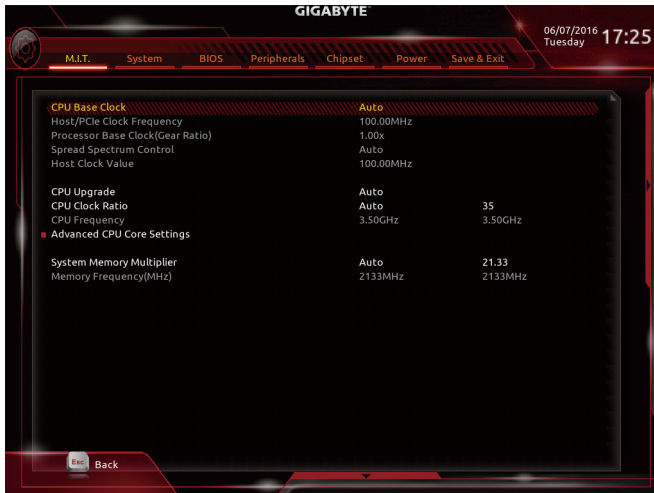 GIGABYTE™
06/07/2016 17:25
Tuesday
M.I.T. System BIOS Peripherals Chipset Power Save & Exit
CPU Base Clock Auto
Host/PCIe Clock Frequency 100.00MHz
Processor Base Clock(Gear Ratio) 1.00x
Spread Spectrum Control Auto
Host Clock Value 100.00MHz
CPU Upgrade Auto
CPU Clock Ratio Auto 35
CPU Frequency 3.50GHz 3.50GHz
Advanced CPU Core Settings
System Memory Multiplier Auto 21.33
Memory Frequency(MHz) 2133MHz 2133MHz
Esc Back